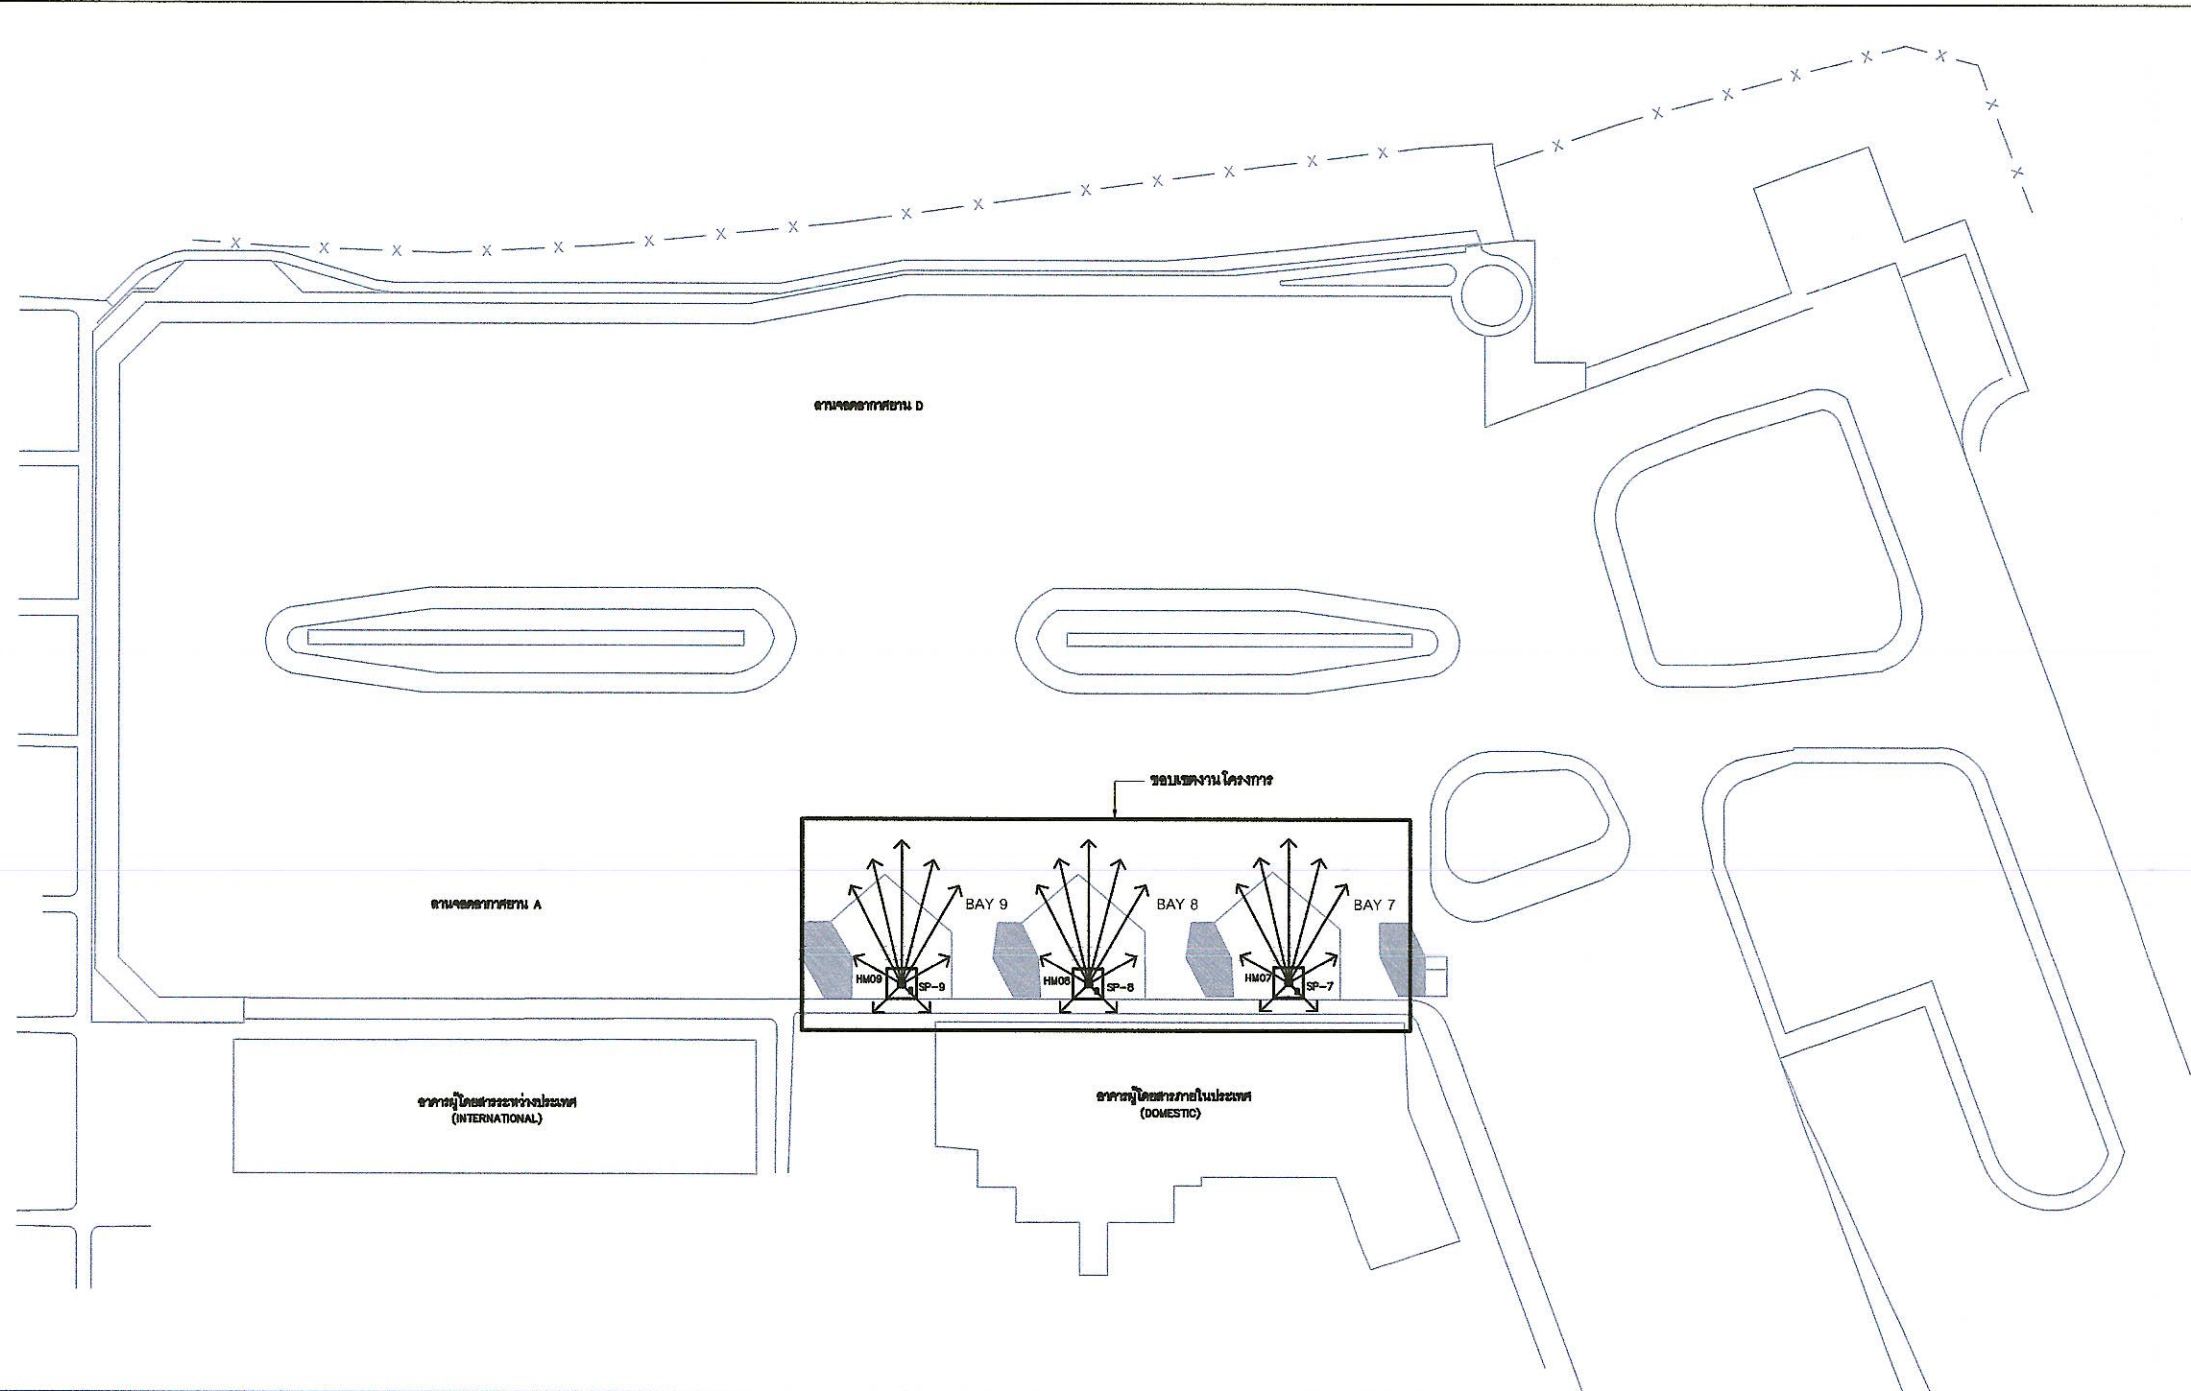 ลานจอดอากาศยาน D
ขอบเขตงานโครงการ
ลานจอดอากาศยาน A
BAY 9
BAY 8
BAY 7
HM09
SP-9
HM08
SP-8
HM07
SP-7
อาคารผู้โดยสารระหว่างประเทศ
(INTERNATIONAL)
อาคารผู้โดยสารภายในประเทศ
(DOMESTIC)